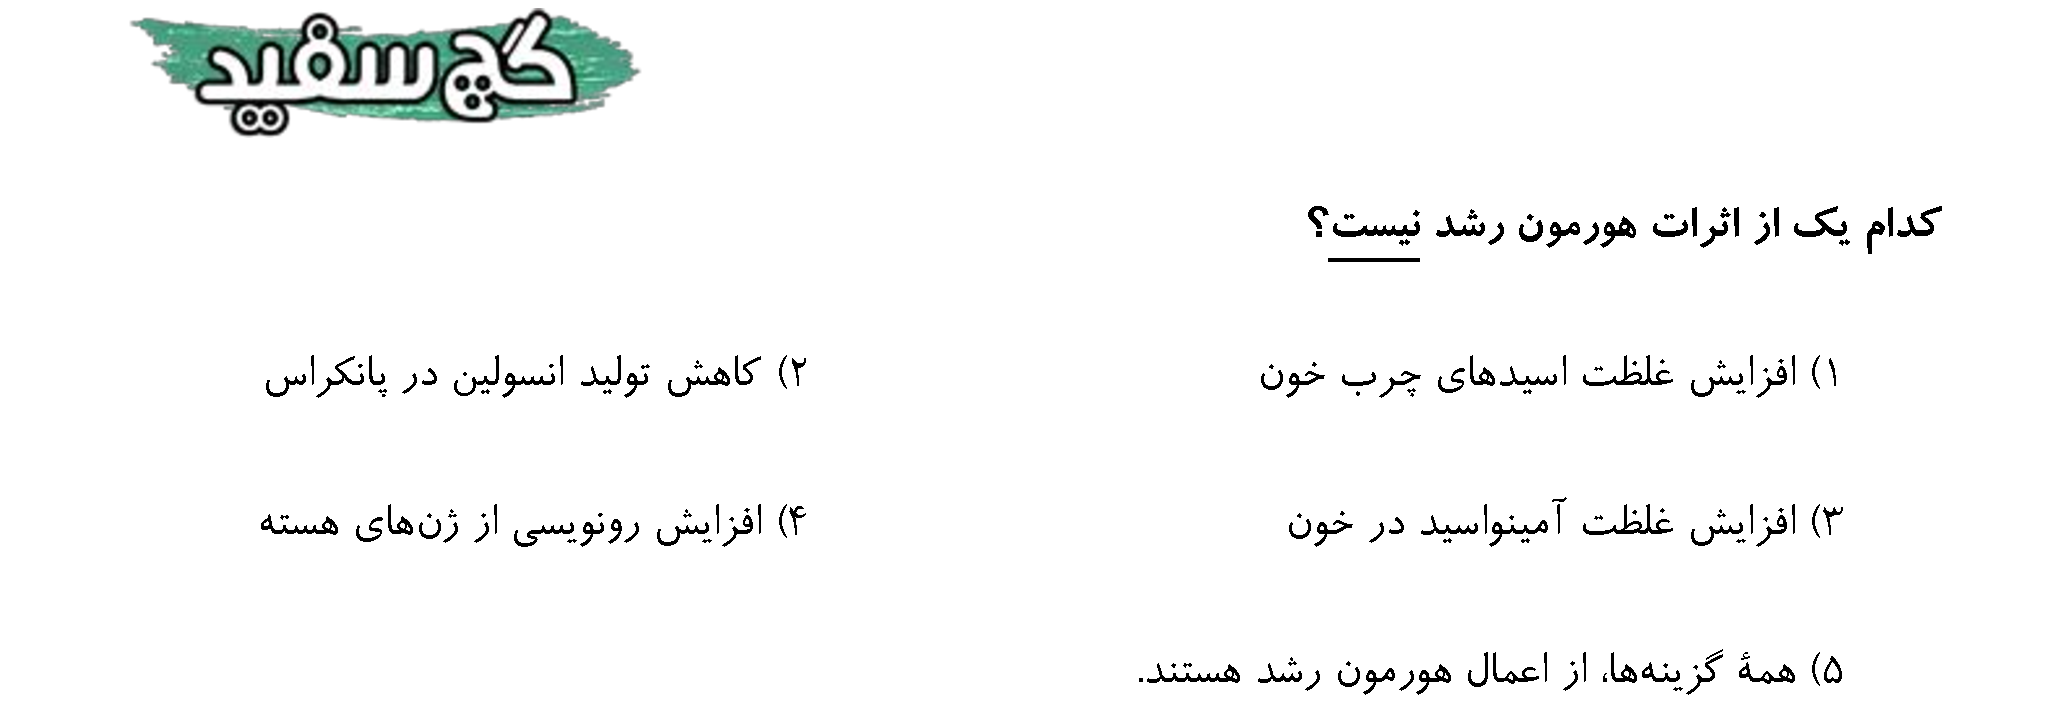 گچ سفید
کدام یک از اثرات هورمون رشد نیست؟
۱) افزایش غلظت اسیدهای چرب خون
۲) کاهش تولید انسولین در پانکراس
۳) افزایش غلظت آمینواسید در خون
۴) افزایش رونویسی از ژن‌های هسته
۵) همۀ گزینه‌ها، از اعمال هورمون رشد هستند.